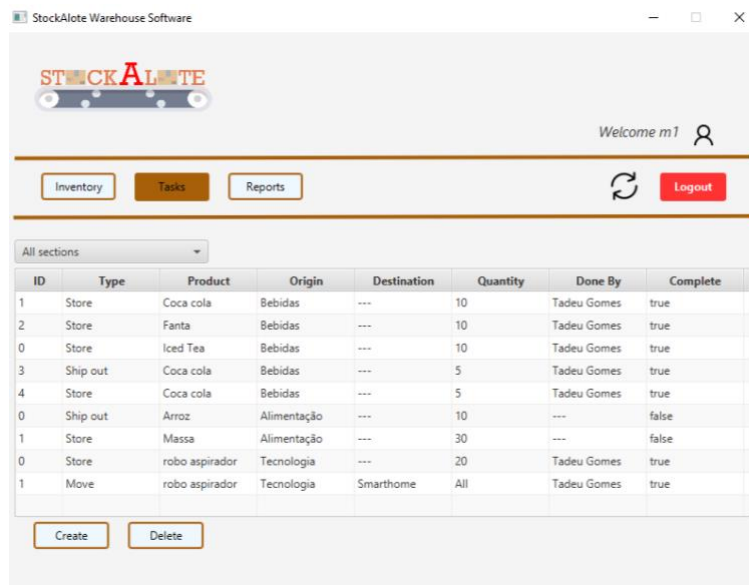 StockAlote Warehouse Software
STOCKALOTE
Welcome m1
Inventory Tasks Reports Logout
All sections
ID Type Product Origin Destination Quantity Done By Complete
1 Store Coca cola Bebidas --- 10 Tadeu Gomes true
2 Store Fanta Bebidas --- 10 Tadeu Gomes true
0 Store Iced Tea Bebidas --- 10 Tadeu Gomes true
3 Ship out Coca cola Bebidas --- 5 Tadeu Gomes true
4 Store Coca cola Bebidas --- 5 Tadeu Gomes true
0 Ship out Arroz Alimentação --- 10 --- false
1 Store Massa Alimentação --- 30 --- false
0 Store robo aspirador Tecnologia --- 20 Tadeu Gomes true
1 Move robo aspirador Tecnologia Smarthome All Tadeu Gomes true
Create Delete